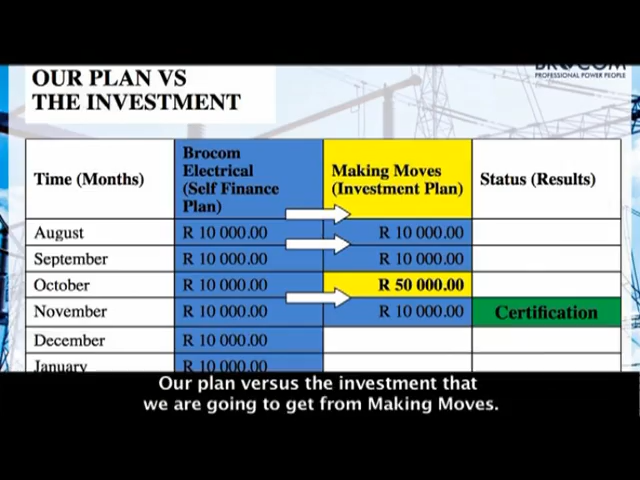 BROCOM
PROFESSIONAL POWER PEOPLE
OUR PLAN VS
THE INVESTMENT
Time (Months)
Brocom
Electrical
(Self Finance
Plan)
Making Moves
(Investment Plan)
Status (Results)
August R 10 000.00 R 10 000.00
September R 10 000.00 R 10 000.00
October R 10 000.00 R 50 000.00
November R 10 000.00 R 10 000.00 Certification
December R 10 000.00
January R 10 000.00
Our plan versus the investment that
we are going to get from Making Moves.